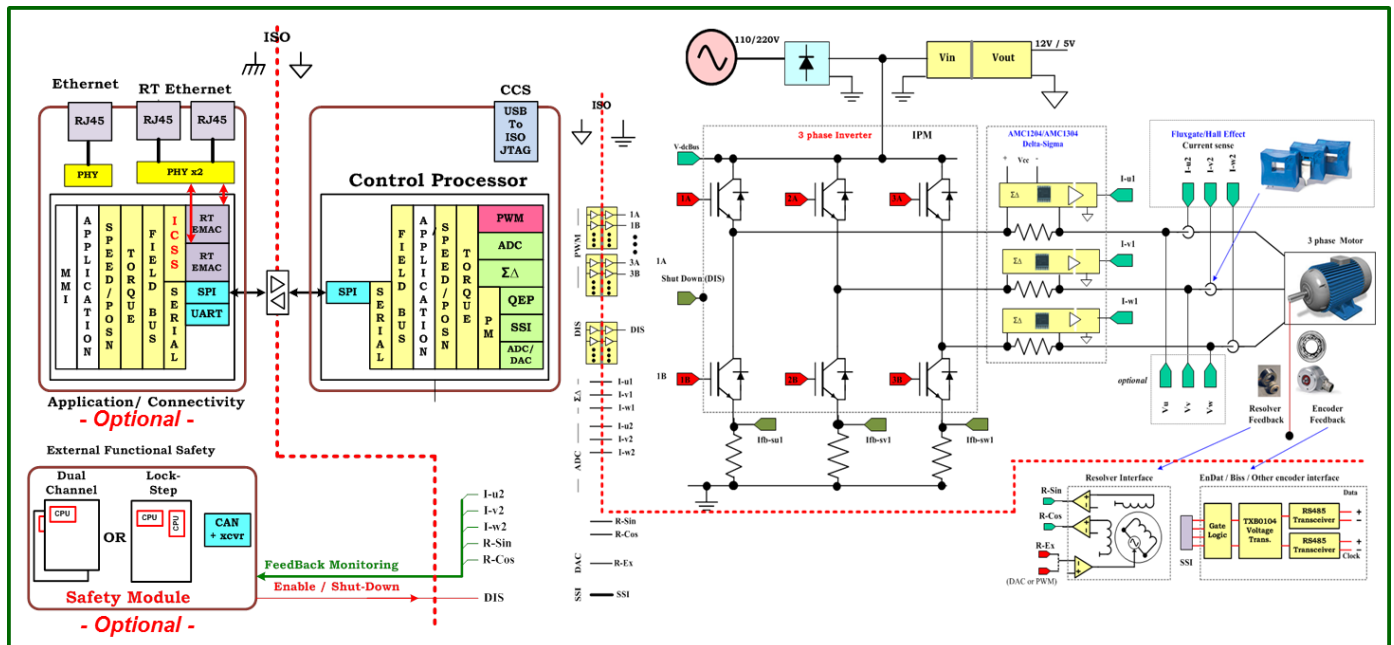 ISO
Ethernet
RT Ethernet
RJ45
RJ45
RJ45
PHY
PHY x2
MMI
APPLICATION
SPEED/POSN
TORQUE
FIELD BUS
ICSS
SERIAL
RT EMAC
RT EMAC
SPI
UART
Application/ Connectivity
- Optional -
CCS
USB
To
ISO
JTAG
Control Processor
SPI
SERIAL
FIELD BUS
APPLICATION
SPEED/POSN
TORQUE
PM
PWM
ADC
ΣΔ
QEP
SSI
ADC/
DAC
External Functional Safety
Dual
Channel
CPU
OR
Lock-
Step
CPU
CPU
CAN
+ xcvr
Safety Module
- Optional -
FeedBack Monitoring
Enable / Shut-Down
I-u2
I-v2
I-w2
R-Sin
R-Cos
DIS
ISO
PWM
1A
1B
3A
3B
DIS
DIS
ΣΔ
I-u1
I-v1
I-w1
ADC
I-u2
I-v2
I-w2
R-Sin
R-Cos
DAC
R-Ex
SSI
SSI
110/220V
Vin
Vout
12V / 5V
3 phase Inverter
IPM
V-dcBus
1A
2A
3A
1A
Shut Down (DIS)
1B
1B
2B
3B
Ifb-su1
Ifb-sv1
Ifb-sw1
AMC1204/AMC1304
Delta-Sigma
+ Vcc -
ΣΔ
I-u1
ΣΔ
I-v1
ΣΔ
I-w1
Fluxgate/Hall Effect
Current sense
I-u2
I-v2
I-w2
3 phase Motor
optional
Vu
Vv
Vw
Resolver
Feedback
Encoder
Feedback
Resolver Interface
R-Sin
R-Cos
R-Ex
(DAC or PWM)
EnDat / Biss / Other encoder interface
SSI
Gate
Logic
TXB0104
Voltage
Trans.
RS485
Transceiver
RS485
Transceiver
Data
+
−
+
−
Clock